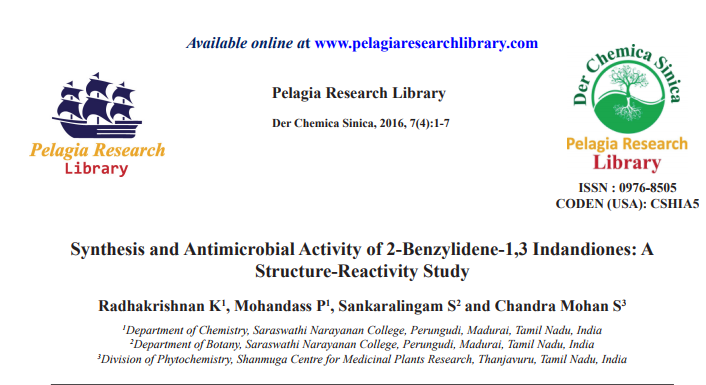 Available online at www.pelagiaresearchlibrary.com
Pelagia Research
Library
Pelagia Research Library
Der Chemica Sinica, 2016, 7(4):1-7
Der Chemica Sinica
Pelagia Research
Library
ISSN : 0976-8505
CODEN (USA): CSHIA5
Synthesis and Antimicrobial Activity of 2-Benzylidene-1,3 Indandiones: A
Structure-Reactivity Study
Radhakrishnan K¹, Mohandass P¹, Sankaralingam S² and Chandra Mohan S³
¹Department of Chemistry, Saraswathi Narayanan College, Perungudi, Madurai, Tamil Nadu, India
²Department of Botany, Saraswathi Narayanan College, Perungudi, Madurai, Tamil Nadu, India
³Division of Phytochemistry, Shanmuga Centre for Medicinal Plants Research, Thanjavuru, Tamil Nadu, India